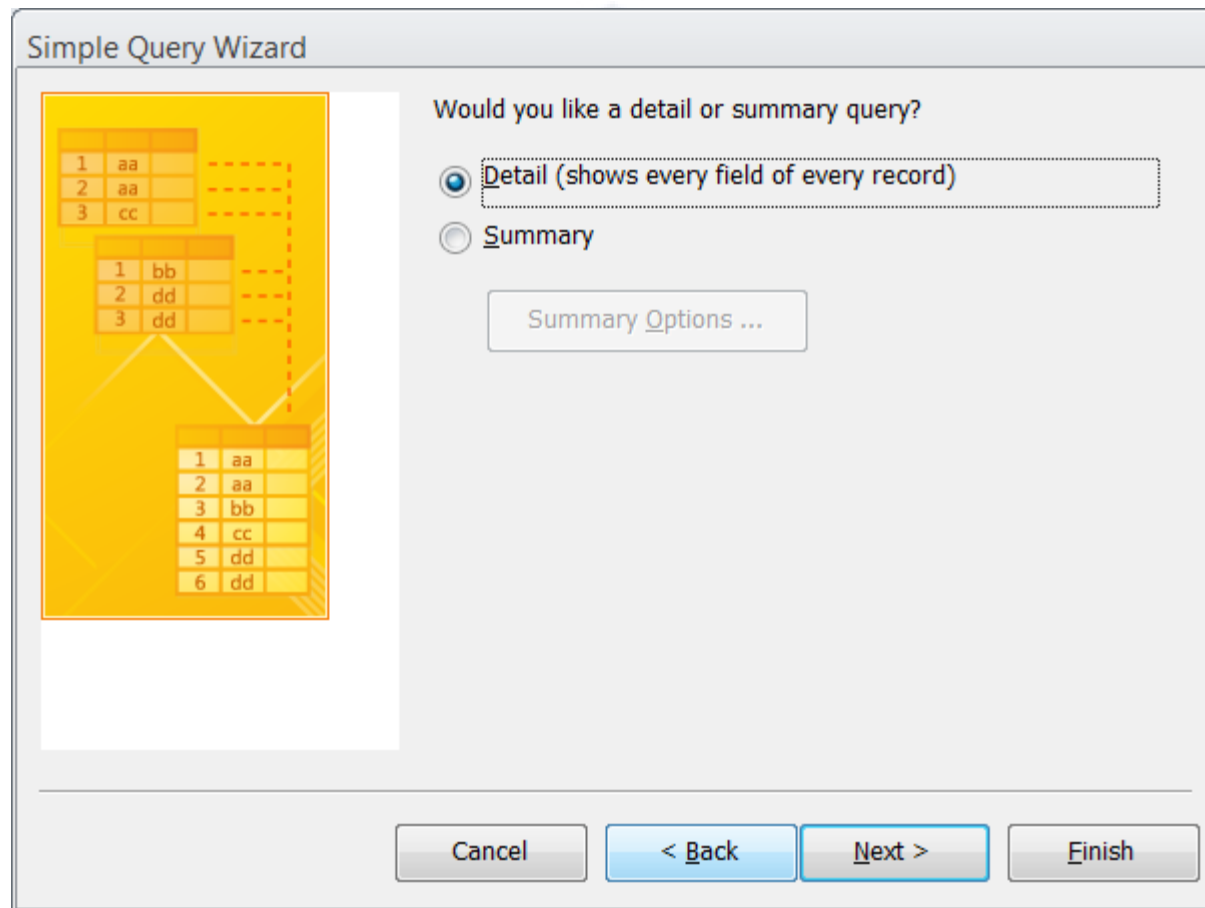 Simple Query Wizard
1 aa
2 aa
3 cc
1 bb
2 dd
3 dd
1 aa
2 aa
3 bb
4 cc
5 dd
6 dd
Would you like a detail or summary query?
Detail (shows every field of every record)
Summary
Summary Options ...
Cancel
< Back
Next >
Finish